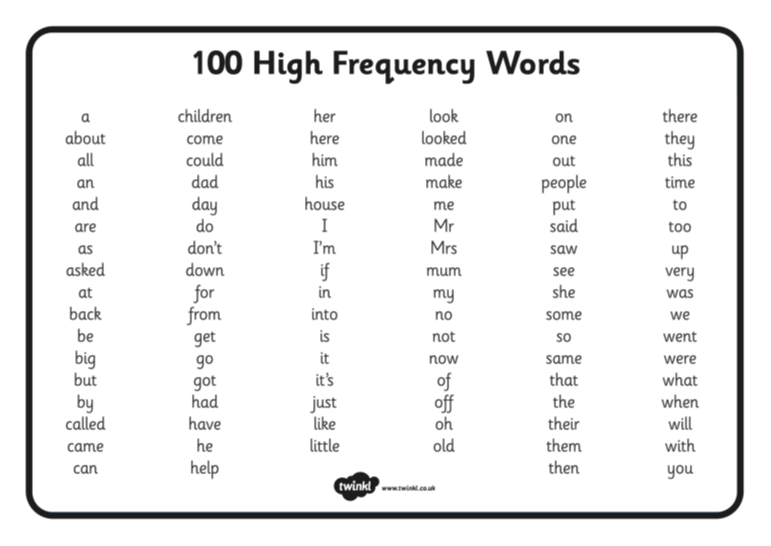 100 High Frequency Words
a children her look on there
about come here looked one they
all could him made out this
an dad his make people time
and day house me put to
are do I Mr said too
as don't I'm Mrs saw up
asked down if mum see very
at for in my she was
back from into no some we
be get is not so went
big go it now same were
but got it's of that what
by had just off the when
called have like oh their will
came he little old them with
can help then you
twinkl www.twinkl.co.uk